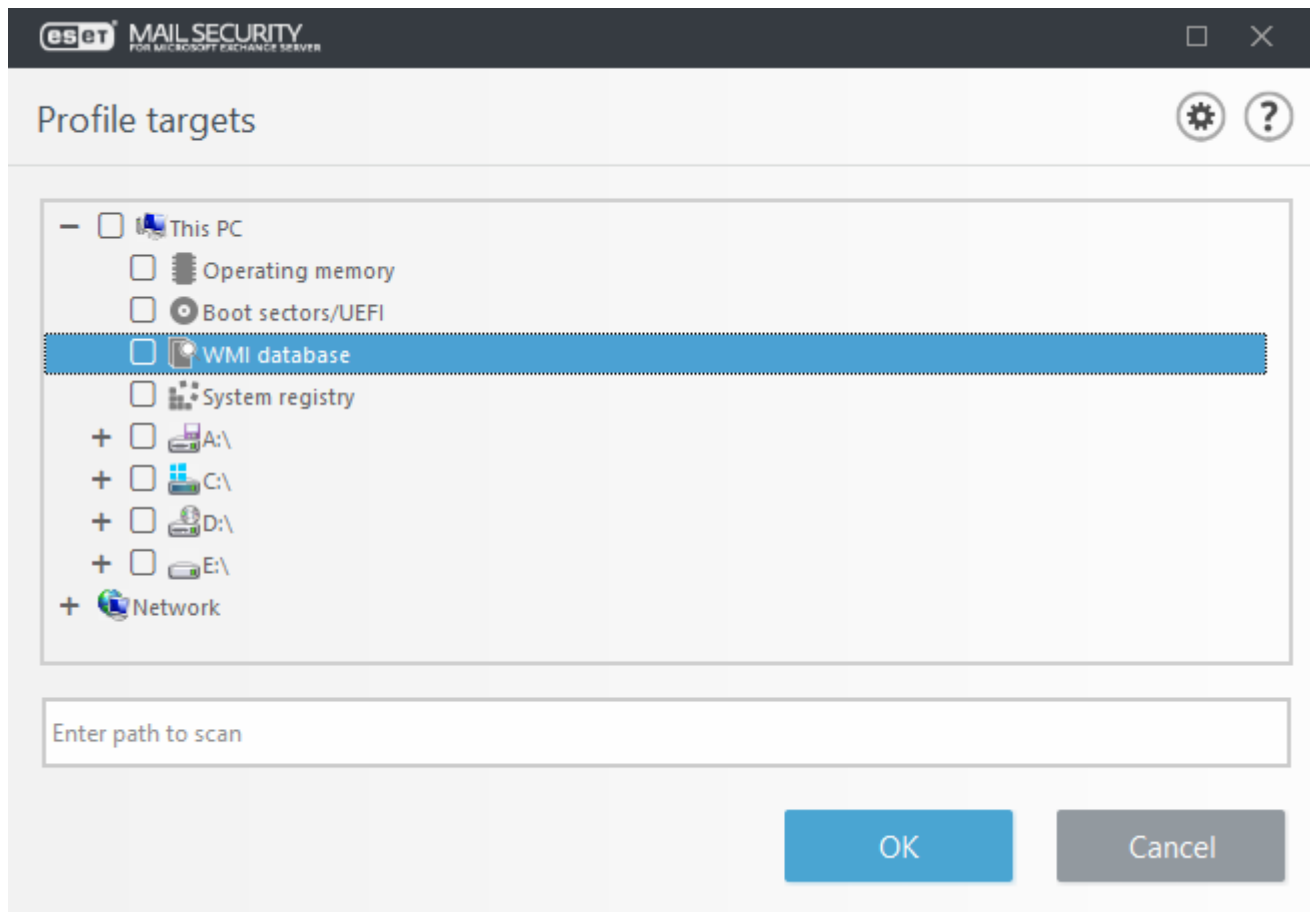 eset MAIL SECURITY
FOR MICROSOFT EXCHANGE SERVER
Profile targets
?
This PC
Operating memory
Boot sectors/UEFI
WMI database
System registry
A:\
C:\
D:\
E:\
Network
Enter path to scan
OK Cancel